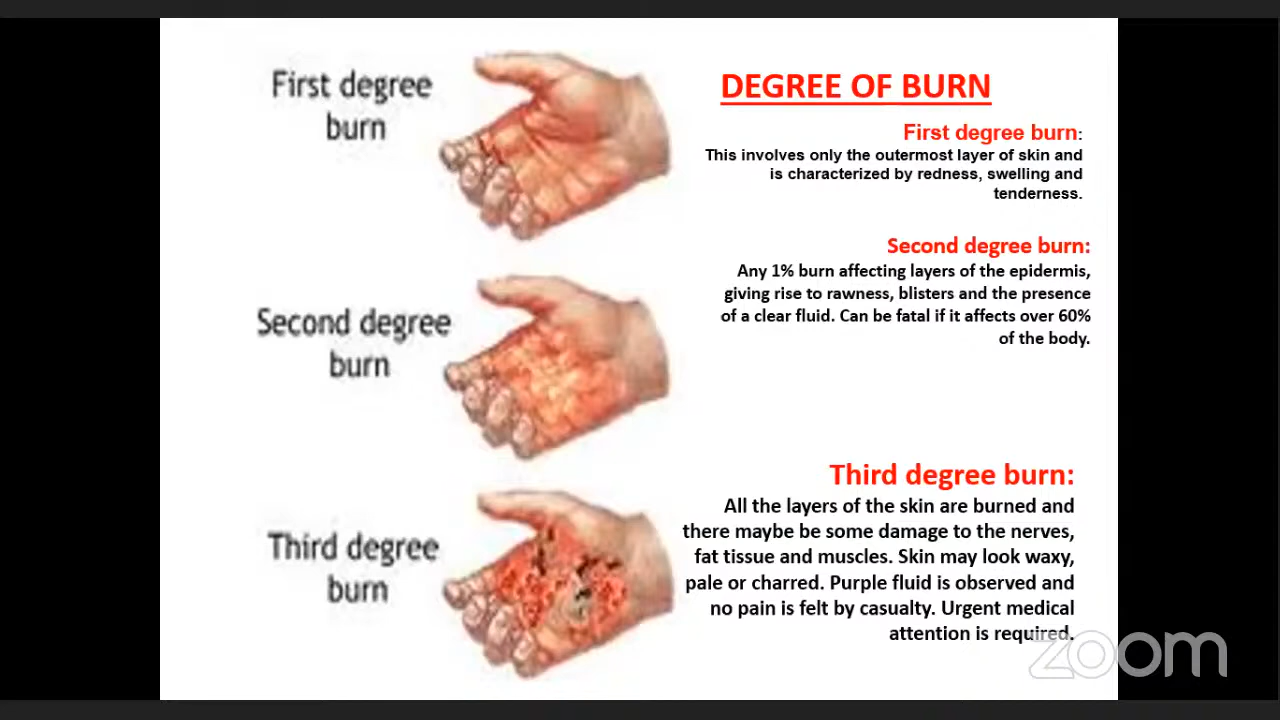 First degree
burn
DEGREE OF BURN
First degree burn:
This involves only the outermost layer of skin and
is characterized by redness, swelling and
tenderness.
Second degree
burn
Second degree burn:
Any 1% burn affecting layers of the epidermis,
giving rise to rawness, blisters and the presence
of a clear fluid. Can be fatal if it affects over 60%
of the body.
Third degree
burn
Third degree burn:
All the layers of the skin are burned and
there maybe be some damage to the nerves,
fat tissue and muscles. Skin may look waxy,
pale or charred. Purple fluid is observed and
no pain is felt by casualty. Urgent medical
attention is required.
zoom